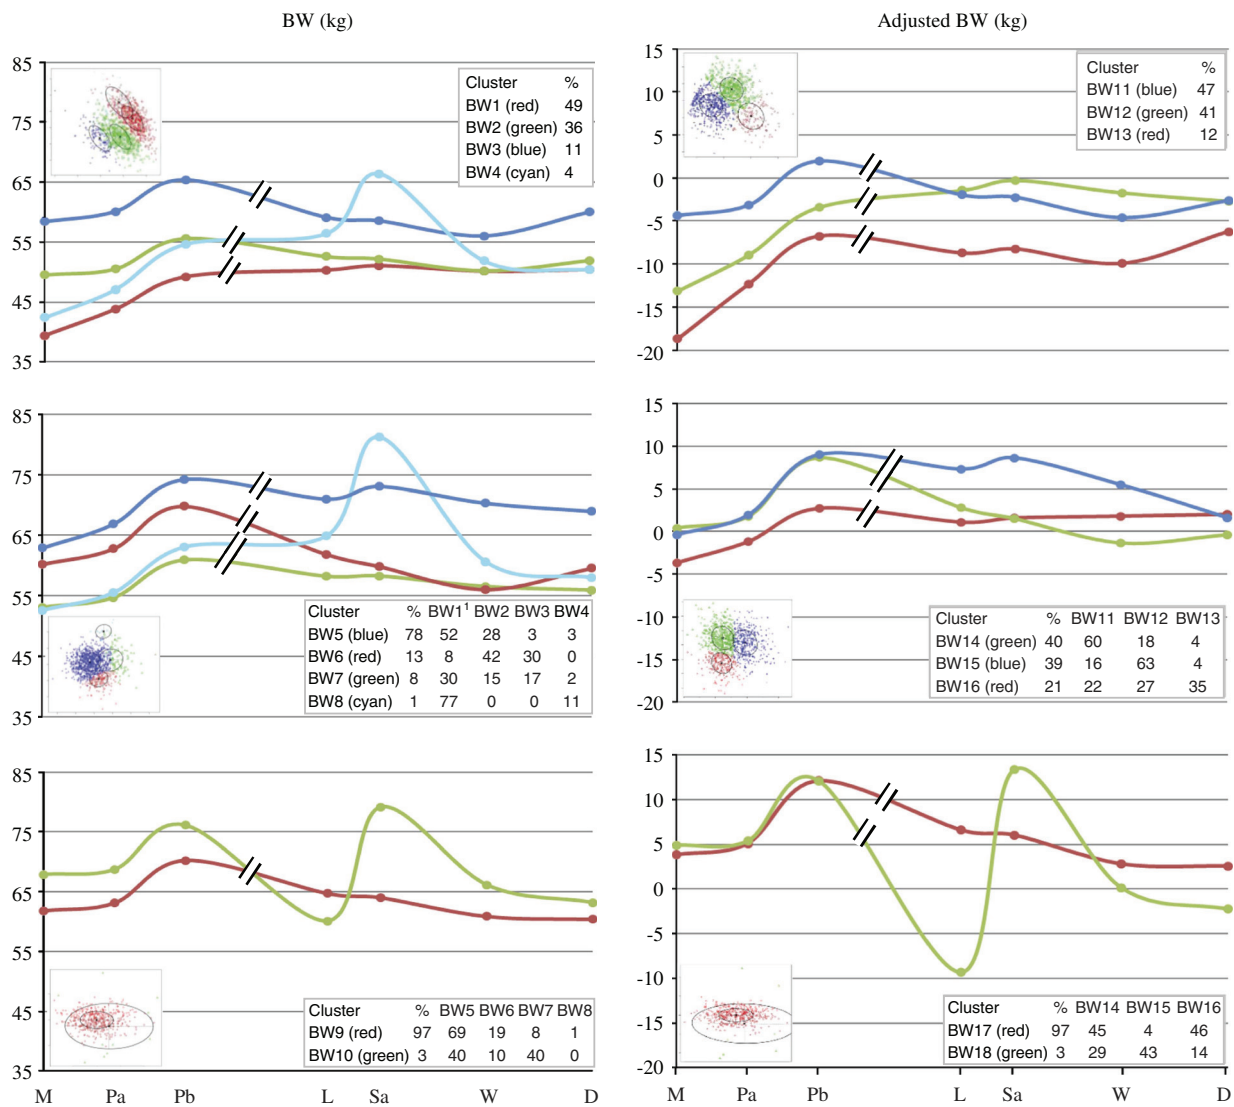 BW (kg)
Adjusted BW (kg)
85
75
65
55
45
35
Cluster %
BW1 (red) 49
BW2 (green) 36
BW3 (blue) 11
BW4 (cyan) 4
15
10
5
0
-5
-10
-15
-20
Cluster %
BW11 (blue) 47
BW12 (green) 41
BW13 (red) 12
85
75
65
55
45
35
Cluster % BW1¹ BW2 BW3 BW4
BW5 (blue) 78 52 28 3 3
BW6 (red) 13 8 42 30 0
BW7 (green) 8 30 15 17 2
BW8 (cyan) 1 77 0 0 11
15
10
5
0
-5
-10
-15
-20
Cluster % BW11 BW12 BW13
BW14 (green) 40 60 18 4
BW15 (blue) 39 16 63 4
BW16 (red) 21 22 27 35
85
75
65
55
45
35
Cluster % BW5 BW6 BW7 BW8
BW9 (red) 97 69 19 8 1
BW10 (green) 3 40 10 40 0
M Pa Pb L Sa W D
15
10
5
0
-5
-10
-15
-20
Cluster % BW14 BW15 BW16
BW17 (red) 97 45 4 46
BW18 (green) 3 29 43 14
M Pa Pb L Sa W D